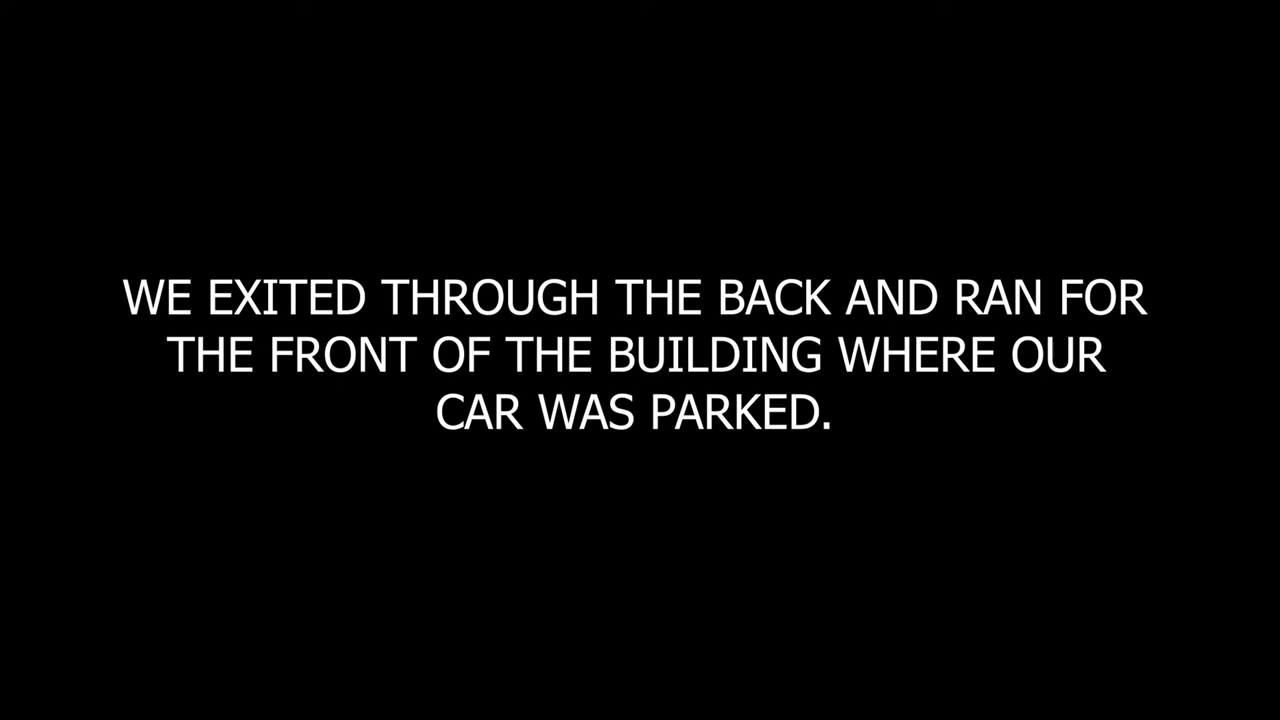 WE EXITED THROUGH THE BACK AND RAN FOR
THE FRONT OF THE BUILDING WHERE OUR
CAR WAS PARKED.